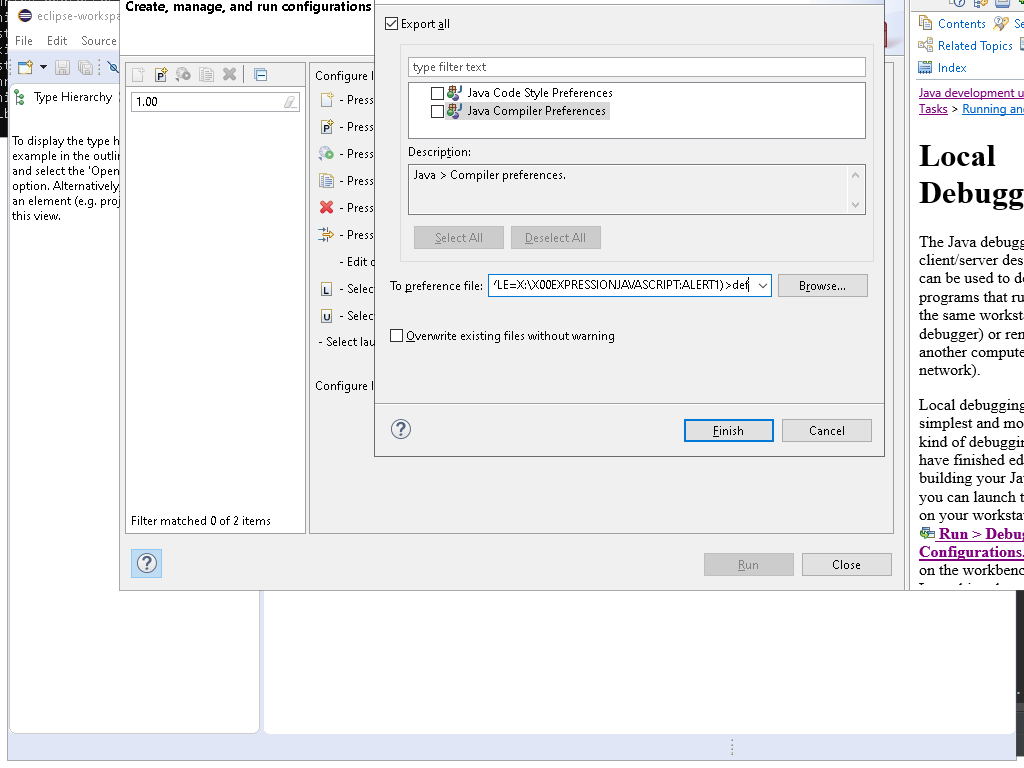 eclipse-workspa
File Edit Source
Type Hierarchy
To display the type h
example in the outlin
and select the 'Open
option. Alternatively
an element (e.g. proj
this view.
Create, manage, and run configurations
1.00
Filter matched 0 of 2 items
Configure l
- Press
- Press
- Press
- Press
- Press
- Press
- Edit c
- Selec
- Selec
- Select lau
Configure l
Run
Close
Export all
type filter text
Java Code Style Preferences
Java Compiler Preferences
Description:
Java > Compiler preferences.
Select All
Deselect All
To preference file:
YLE=X:\X00EXPRESSIONJAVASCRIPT:ALERT1)>def
Browse...
Overwrite existing files without warning
Finish
Cancel
Contents Se
Related Topics
Index
Java development u
Tasks > Running and
Local
Debugg
The Java debugg
client/server des
can be used to de
programs that ru
the same worksta
debugger) or rem
another compute
network).
Local debugging
simplest and mo
kind of debuggin
have finished ed
building your Ja
you can launch t
on your worksta
Run > Debug
Configurations.
on the workbenc